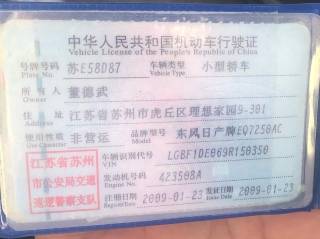 中华人民共和国机动车行驶证
Vehicle License of the People's Republic of China
号牌号码 苏E58D87 车辆类型 小型轿车
Plate No. Vehicle Type
所有人 董德武
Owner
住址 江苏省苏州市虎丘区理想家园9-301
Address
使用性质 非营运 品牌型号 东风日产牌EQ7250AC
Use Character Model
江苏省苏州 车辆识别代号 LGBF1DE069R150350
VIN
市公安局交通 发动机号码 423508A
Engine No.
巡逻警察支队 注册日期 2009-01-23 发证日期 2009-01-23
Register Date Issue Date